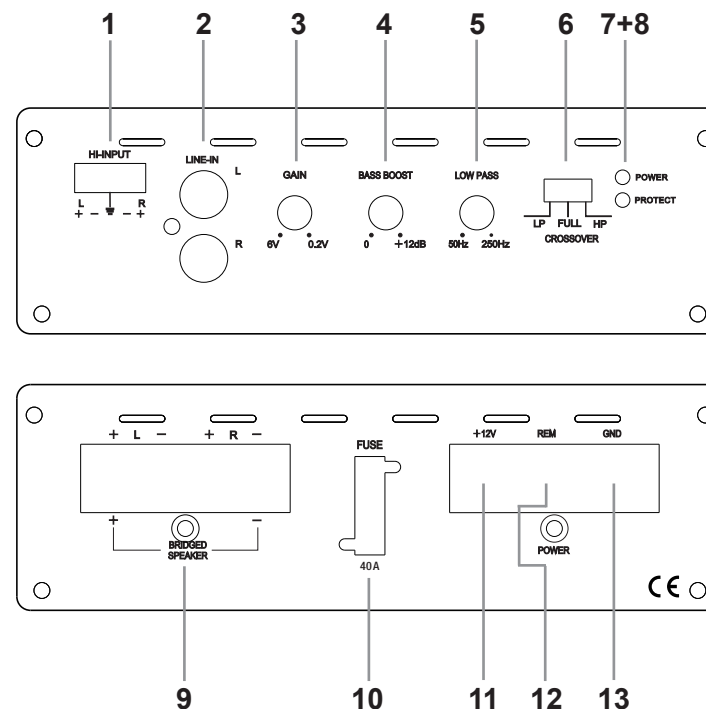 1 2 3 4 5 6 7+8
HI-INPUT LINE-IN L GAIN BASS BOOST LOW PASS POWER
L R PROTECT
+ - - +
R 6V 0.2V 0 +12dB 50Hz 250Hz LP FULL HP
CROSSOVER
+ L - + R - FUSE +12V REM GND
+ -
BRIDGED
SPEAKER POWER
40A
CE
9 10 11 12 13